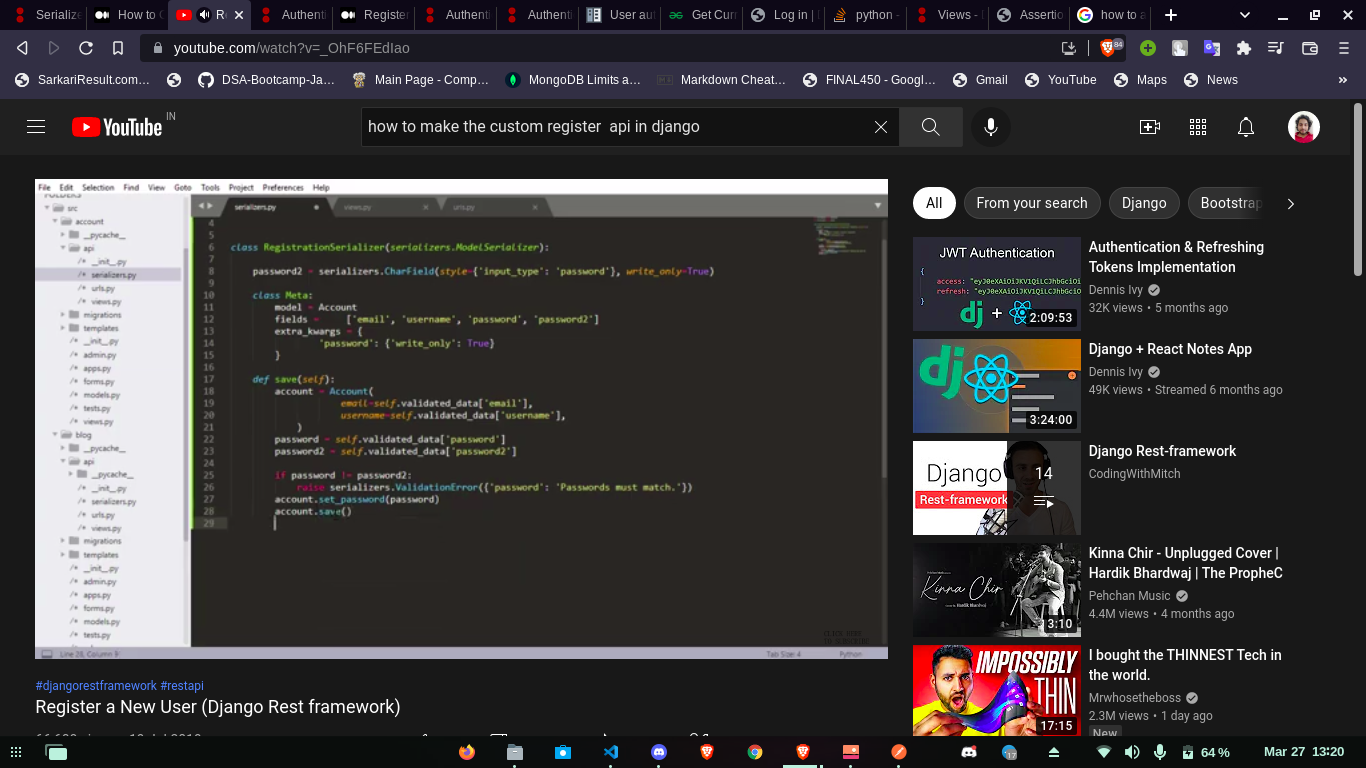 Serialize
How to C
Re
Authenti
Register
Authenti
Authenti
User aut
Get Curr
Log in | 
python -
Views -
Assertio
how to a
youtube.com/watch?v=_OhF6FEdIao
84
SarkariResult.com…
DSA-Bootcamp-Ja…
Main Page - Comp…
MongoDB Limits a…
Markdown Cheat…
FINAL450 - Googl…
Gmail
YouTube
Maps
News
»
YouTube IN
how to make the custom register  api in django
File Edit Selection Find View Goto Tools Project Preferences Help
FOLDERS
src
account
__pycache__
api
__init__.py
serializers.py
urls.py
views.py
migrations
templates
__init__.py
admin.py
apps.py
forms.py
models.py
tests.py
views.py
blog
__pycache__
api
__pycache__
__init__.py
serializers.py
urls.py
views.py
migrations
templates
__init__.py
admin.py
apps.py
forms.py
models.py
tests.py
serializers.py
views.py
urls.py
4
5
6 class RegistrationSerializer(serializers.ModelSerializer):
7
8 password2 = serializers.CharField(style={'input_type': 'password'}, write_only=True)
9
10 class Meta:
11 model = Account
12 fields = ['email', 'username', 'password', 'password2']
13 extra_kwargs = {
14 'password': {'write_only': True}
15 }
16
17 def save(self):
18 account = Account(
19 email=self.validated_data['email'],
20 username=self.validated_data['username'],
21 )
22 password = self.validated_data['password']
23 password2 = self.validated_data['password2']
24
25 if password != password2:
26 raise serializers.ValidationError({'password': 'Passwords must match.'})
27 account.set_password(password)
28 account.save()
29
CLICK HERE
TO SUBSCRIBE
Line 28, Column 9
Tab Size: 4
Python
#djangorestframework #restapi
Register a New User (Django Rest framework)
All
From your search
Django
Bootstrap
JWT Authentication
dj + 
2:09:53
Authentication & Refreshing
Tokens Implementation
Dennis Ivy
32K views • 5 months ago
dj
3:24:00
Django + React Notes App
Dennis Ivy
49K views • Streamed 6 months ago
Django
Rest-framework
14
Django Rest-framework
CodingWithMitch
Kinna Chir
13:10
Kinna Chir - Unplugged Cover |
Hardik Bhardwaj | The PropheC
Pehchan Music
4.4M views • 4 months ago
IMPOSSIBLY
THIN
17:15
I bought the THINNEST Tech in
the world.
Mrwhosetheboss
2.3M views • 1 day ago
New
17
64 %
Mar 27 13:20